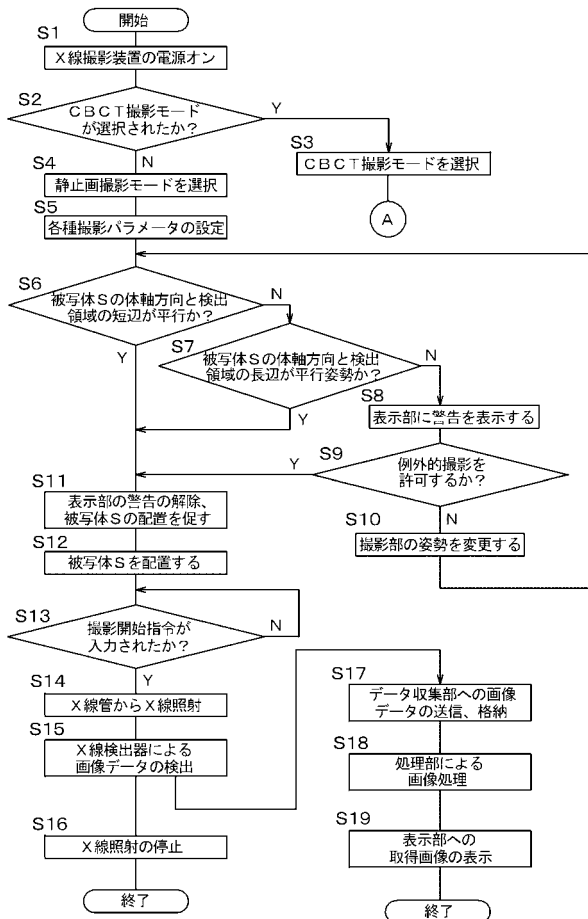 開始
S1
X線撮影装置の電源オン
S2
CBCT撮影モード
が選択されたか?
Y
N
S3
CBCT撮影モードを選択
A
S4
静止画撮影モードを選択
S5
各種撮影パラメータの設定
S6
被写体Sの体軸方向と検出
領域の短辺が平行か?
N
Y
S7
被写体Sの体軸方向と検出
領域の長辺が平行姿勢か?
N
Y
S8
表示部に警告を表示する
S9
例外的撮影を
許可するか?
Y
N
S10
撮影部の姿勢を変更する
S11
表示部の警告の解除、
被写体Sの配置を促す
S12
被写体Sを配置する
S13
撮影開始指令が
入力されたか?
N
Y
S14
X線管からX線照射
S15
X線検出器による
画像データの検出
S16
X線照射の停止
終了
S17
データ収集部への画像
データの送信、格納
S18
処理部による
画像処理
S19
表示部への
取得画像の表示
終了